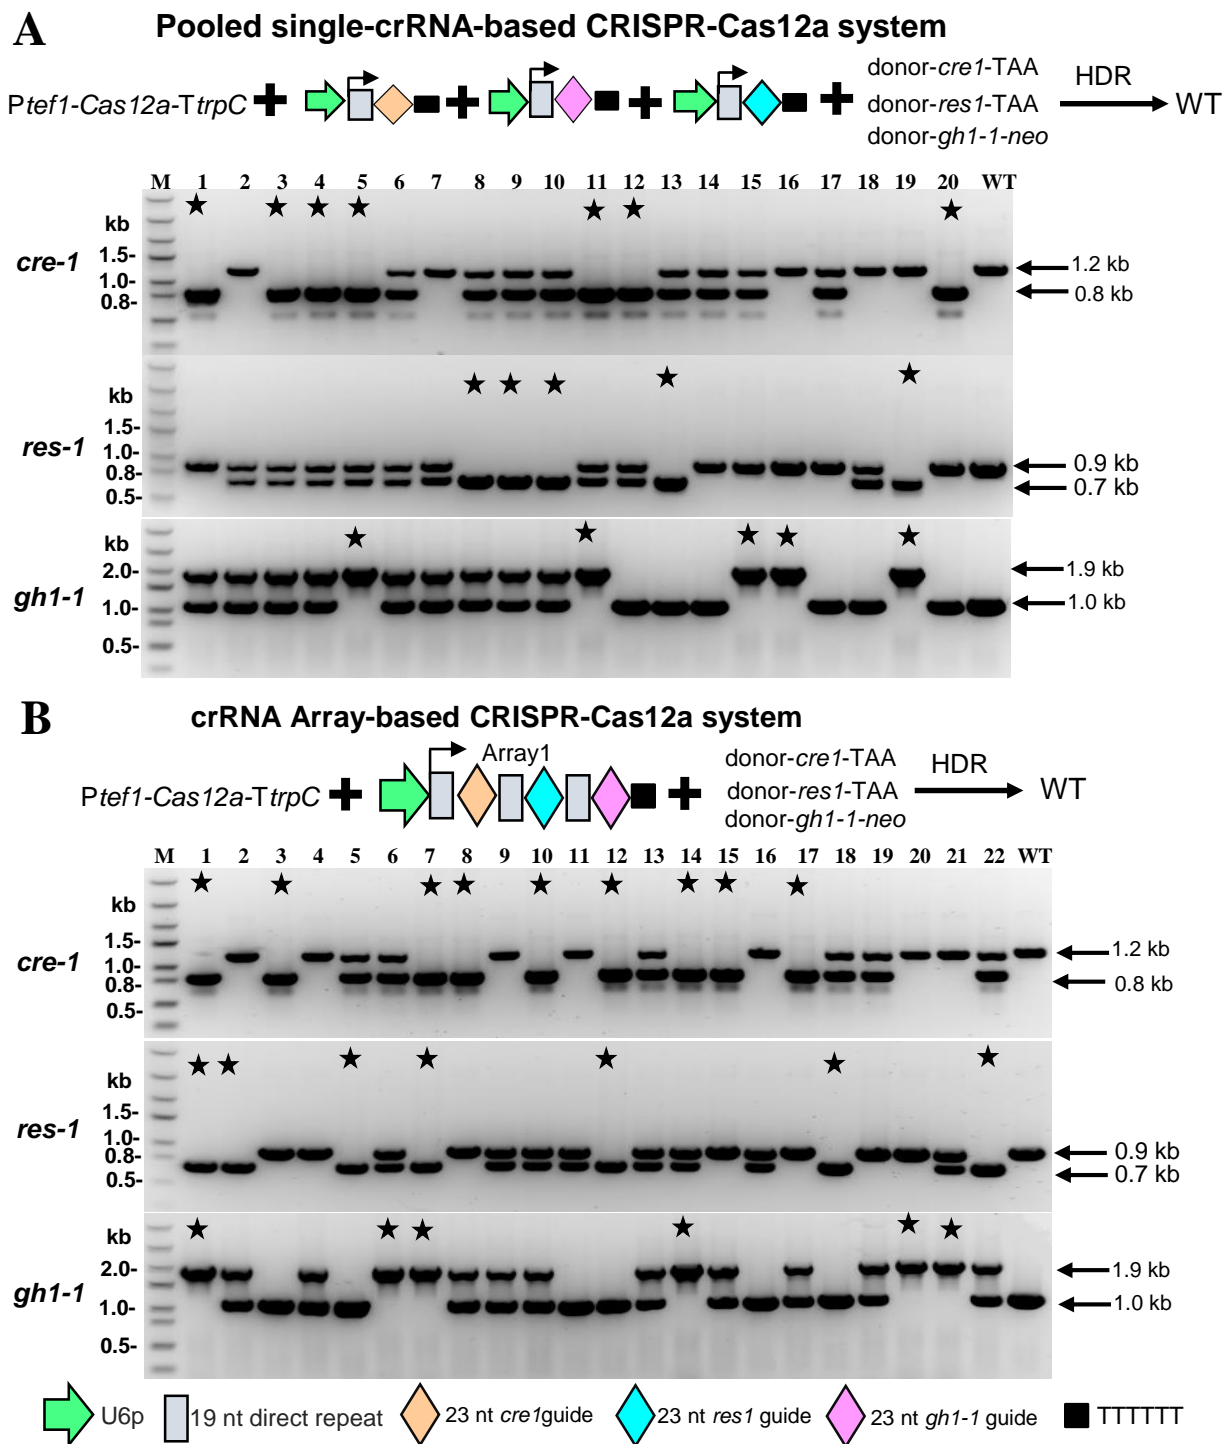 A Pooled single-crRNA-based CRISPR-Cas12a system
donor-cre1-TAA
Ptef1-Cas12a-TtrpC + + + + donor-res1-TAA HDR WT
donor-gh1-1-neo
M 1 2 3 4 5 6 7 8 9 10 11 12 13 14 15 16 17 18 19 20 WT
kb
cre-1
1.5-
1.0-
0.8-
1.2 kb
0.8 kb
kb
res-1
1.5-
1.0-
0.8-
0.5-
0.9 kb
0.7 kb
kb
gh1-1
2.0-
1.0-
0.5-
1.9 kb
1.0 kb
B crRNA Array-based CRISPR-Cas12a system
Array1
donor-cre1-TAA
Ptef1-Cas12a-TtrpC + + donor-res1-TAA HDR WT
donor-gh1-1-neo
M 1 2 3 4 5 6 7 8 9 10 11 12 13 14 15 16 17 18 19 20 21 22 WT
kb
cre-1
1.5-
1.0-
0.8-
0.5-
1.2 kb
0.8 kb
kb
res-1
1.5-
1.0-
0.8-
0.5-
0.9 kb
0.7 kb
kb
gh1-1
2.0-
1.0-
0.5-
1.9 kb
1.0 kb
U6p 19 nt direct repeat 23 nt cre1guide 23 nt res1 guide 23 nt gh1-1 guide TTTTTT